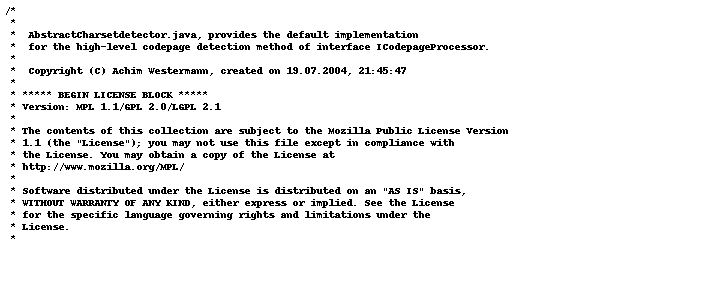 /*
 *
 *  AbstractCharsetdetector.java, provides the default implementation
 *  for the high-level codepage detection method of interface ICodepageProcessor.
 *
 *  Copyright (C) Achim Westermann, created on 19.07.2004, 21:45:47
 *
 * ***** BEGIN LICENSE BLOCK *****
 * Version: MPL 1.1/GPL 2.0/LGPL 2.1
 *
 * The contents of this collection are subject to the Mozilla Public License Version
 * 1.1 (the "License"); you may not use this file except in compliance with
 * the License. You may obtain a copy of the License at
 * http://www.mozilla.org/MPL/
 *
 * Software distributed under the License is distributed on an "AS IS" basis,
 * WITHOUT WARRANTY OF ANY KIND, either express or implied. See the License
 * for the specific language governing rights and limitations under the
 * License.
 *